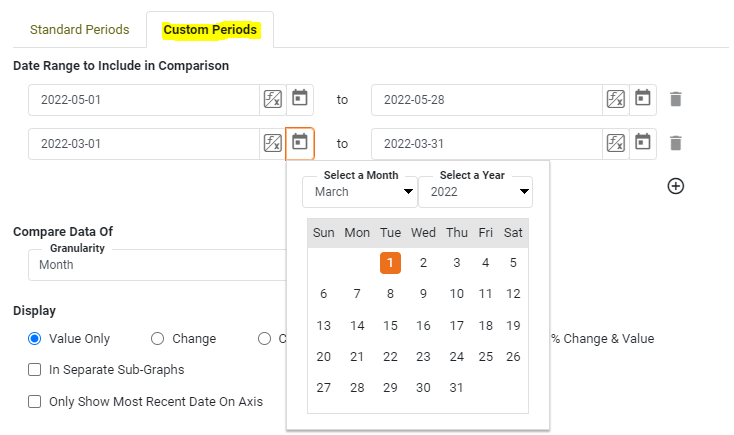 Standard Periods
Custom Periods
Date Range to Include in Comparison
2022-05-01 to 2022-05-28
2022-03-01 to 2022-03-31
Select a Month Select a Year
March 2022
Sun Mon Tue Wed Thu Fri Sat
1 2 3 4 5
6 7 8 9 10 11 12
13 14 15 16 17 18 19
20 21 22 23 24 25 26
27 28 29 30 31
Compare Data Of
Granularity
Month
Display
Value Only Change C % Change & Value
In Separate Sub-Graphs
Only Show Most Recent Date On Axis